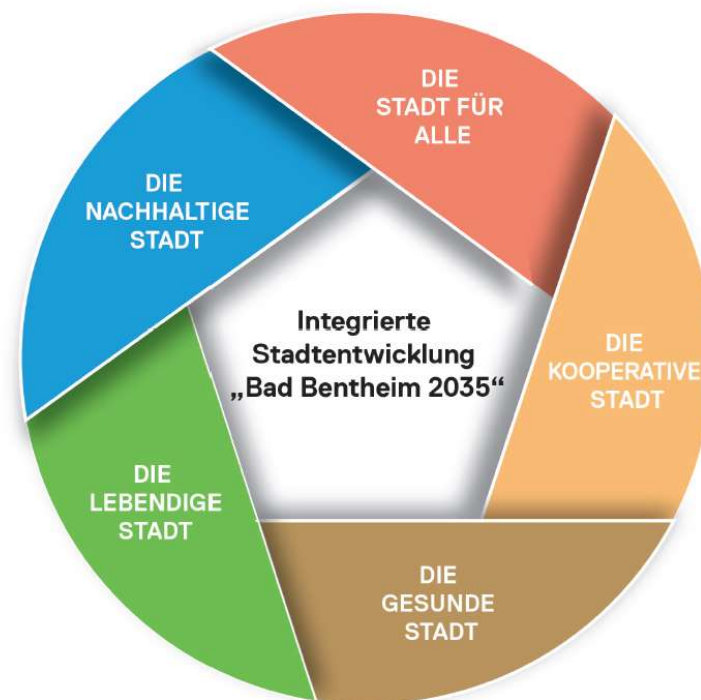 DIE
STADT FÜR
ALLE
DIE
NACHHALTIGE
STADT
Integrierte
Stadtentwicklung
„Bad Bentheim 2035“
DIE
KOOPERATIVE
STADT
DIE
LEBENDIGE
STADT
DIE
GESUNDE
STADT